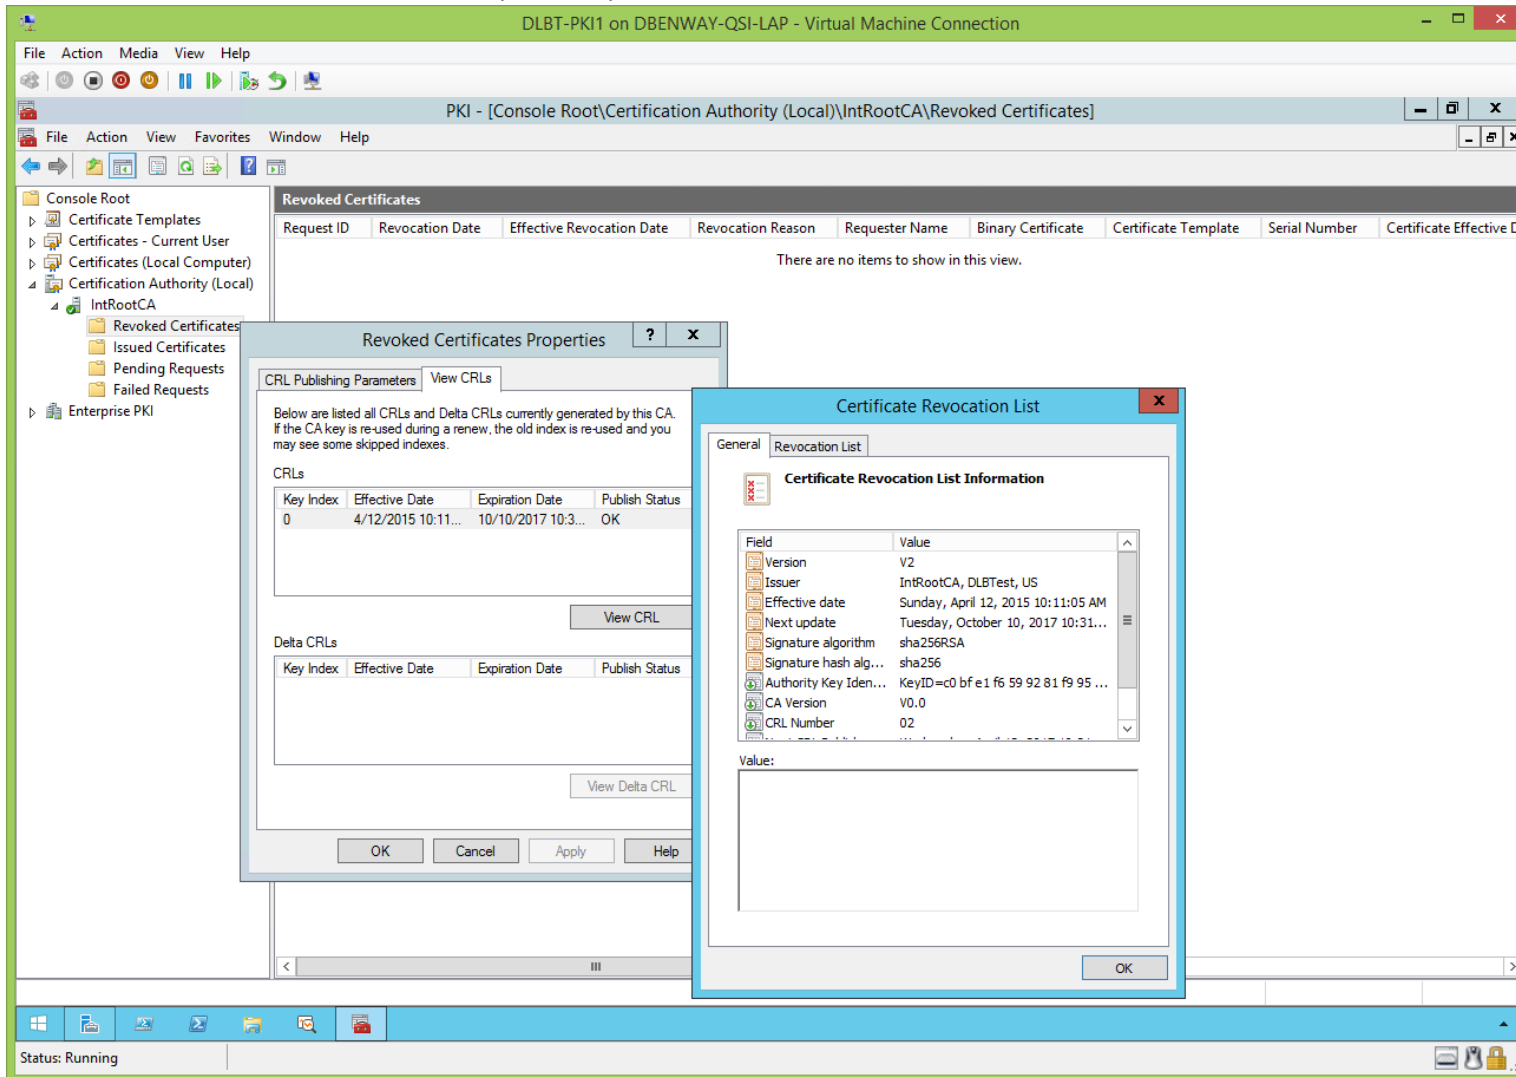 DLBT-PKI1 on DBENWAY-QSI-LAP - Virtual Machine Connection
File Action Media View Help
PKI - [Console Root\Certification Authority (Local)\IntRootCA\Revoked Certificates]
File Action View Favorites Window Help
Console Root
Certificate Templates
Certificates - Current User
Certificates (Local Computer)
Certification Authority (Local)
IntRootCA
Revoked Certificates
Issued Certificates
Pending Requests
Failed Requests
Enterprise PKI
Revoked Certificates
Request ID Revocation Date Effective Revocation Date Revocation Reason Requester Name Binary Certificate Certificate Template Serial Number Certificate Effective D
There are no items to show in this view.
Revoked Certificates Properties
CRL Publishing Parameters View CRLs
Below are listed all CRLs and Delta CRLs currently generated by this CA.
If the CA key is re-used during a renew, the old index is re-used and you
may see some skipped indexes.
CRLs
Key Index Effective Date Expiration Date Publish Status
0 4/12/2015 10:11... 10/10/2017 10:3... OK
View CRL
Delta CRLs
Key Index Effective Date Expiration Date Publish Status
View Delta CRL
OK Cancel Apply Help
Certificate Revocation List
General Revocation List
Certificate Revocation List Information
Field Value
Version V2
Issuer IntRootCA, DLBTest, US
Effective date Sunday, April 12, 2015 10:11:05 AM
Next update Tuesday, October 10, 2017 10:31...
Signature algorithm sha256RSA
Signature hash alg... sha256
Authority Key Iden... KeyID=c0 bf e1 f6 59 92 81 f9 95 ...
CA Version V0.0
CRL Number 02
Value:
OK
Status: Running